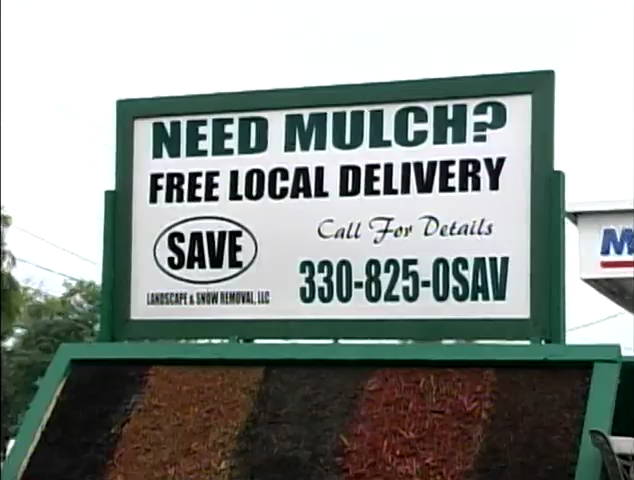 NEED MULCH?
FREE LOCAL DELIVERY
SAVE
LANDSCAPE & SNOW REMOVAL, LLC
Call For Details
330-825-0SAV
M